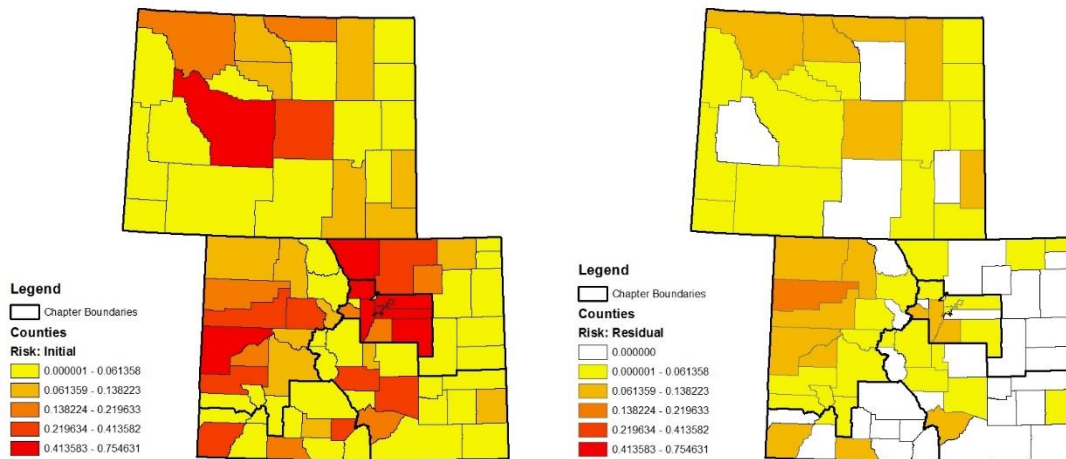 Legend
Chapter Boundaries
Counties
Risk: Initial
0.000001 - 0.061358
0.061359 - 0.138223
0.138224 - 0.219633
0.219634 - 0.413582
0.413583 - 0.754631
Legend
Chapter Boundaries
Counties
Risk: Residual
0.000000
0.000001 - 0.061358
0.061359 - 0.138223
0.138224 - 0.219633
0.219634 - 0.413582
0.413583 - 0.754631